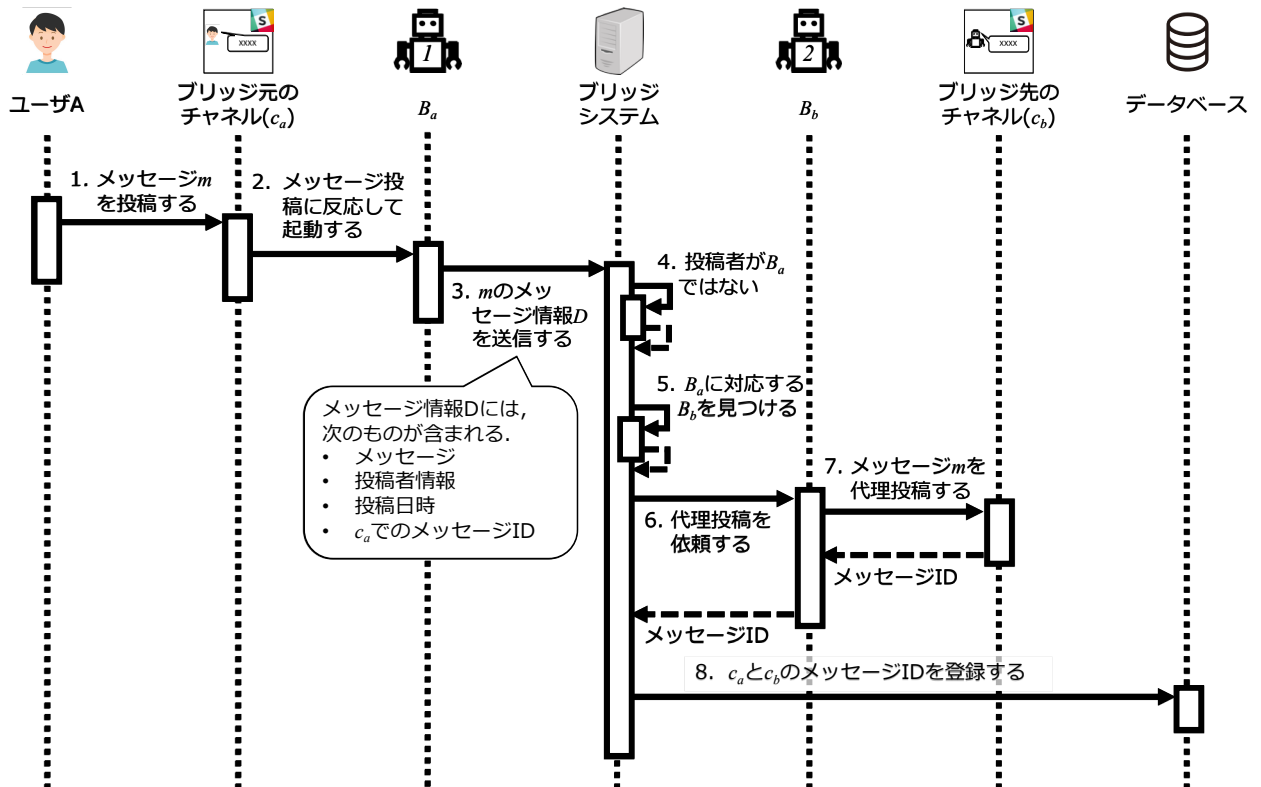 S
xxxx
1
2
S
xxxx
ユーザA
ブリッジ元の
チャネル(ca)
Ba
ブリッジ
システム
Bb
ブリッジ先の
チャネル(cb)
データベース
1. メッセージm
を投稿する
2. メッセージ投
稿に反応して
起動する
3. mのメッ
セージ情報D
を送信する
4. 投稿者がBa
ではない
メッセージ情報Dには,
次のものが含まれる.
• メッセージ
• 投稿者情報
• 投稿日時
• caでのメッセージID
5. Baに対応する
Bbを見つける
6. 代理投稿を
依頼する
7. メッセージmを
代理投稿する
メッセージID
メッセージID
8. caとcbのメッセージIDを登録する